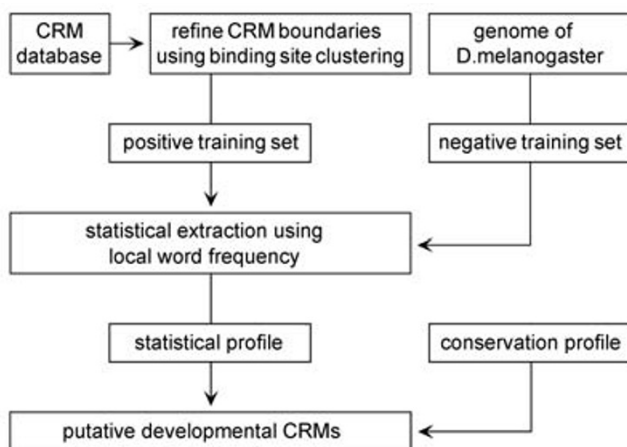 CRM
database
refine CRM boundaries
using binding site clustering
genome of
D.melanogaster
positive training set
negative training set
statistical extraction using
local word frequency
statistical profile
conservation profile
putative developmental CRMs